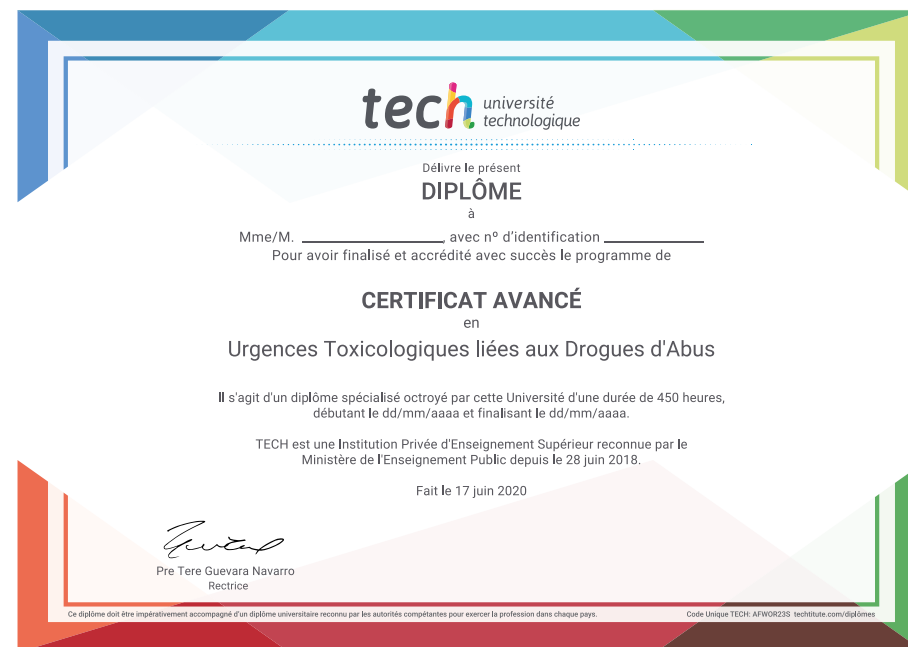 tech université
technologique
Délivre le présent
DIPLÔME
à
Mme/M. ____________________, avec nº d'identification ______________
Pour avoir finalisé et accrédité avec succès le programme de
CERTIFICAT AVANCÉ
en
Urgences Toxicologiques liées aux Drogues d'Abus
Il s'agit d'un diplôme spécialisé octroyé par cette Université d'une durée de 450 heures,
débutant le dd/mm/aaaa et finalisant le dd/mm/aaaa.
TECH est une Institution Privée d'Enseignement Supérieur reconnue par le
Ministère de l'Enseignement Public depuis le 28 juin 2018.
Fait le 17 juin 2020
Pre Tere Guevara Navarro
Rectrice
Ce diplôme doit être impérativement accompagné d'un diplôme universitaire reconnu par les autorités compétentes pour exercer la profession dans chaque pays.
Code Unique TECH: AFWOR23S techtitute.com/diplômes